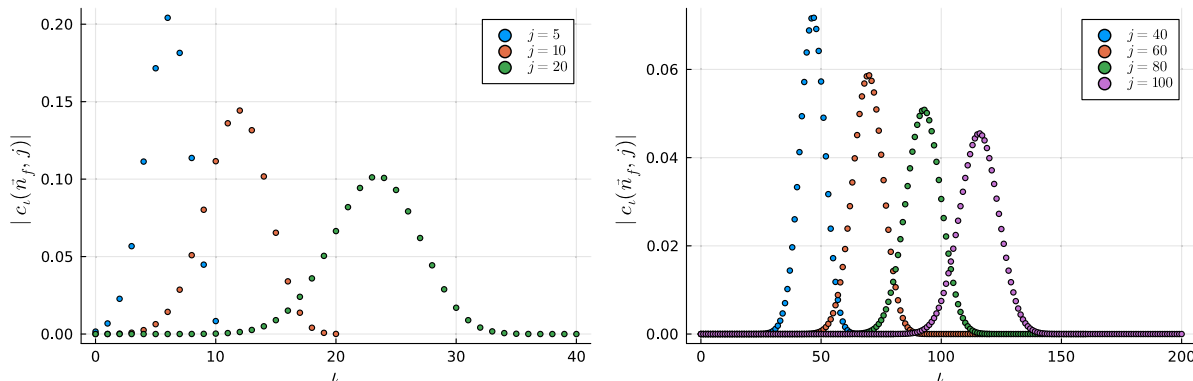 0.20
0.15
0.10
0.05
0.00
| c_ι(n⃗_f, j)|
j = 5
j = 10
j = 20
0 10 20 30 40
ι
0.06
0.04
0.02
0.00
| c_ι(n⃗_f, j)|
j = 40
j = 60
j = 80
j = 100
0 50 100 150 200
ι